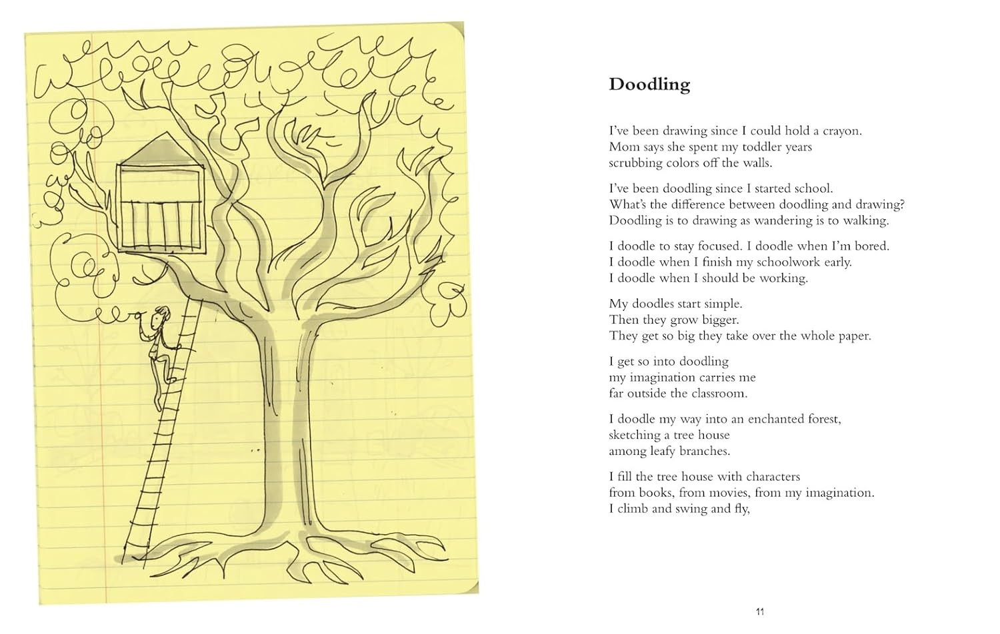 Doodling
I've been drawing since I could hold a crayon.
Mom says she spent my toddler years
scrubbing colors off the walls.
I've been doodling since I started school.
What's the difference between doodling and drawing?
Doodling is to drawing as wandering is to walking.
I doodle to stay focused. I doodle when I'm bored.
I doodle when I finish my schoolwork early.
I doodle when I should be working.
My doodles start simple.
Then they grow bigger.
They get so big they take over the whole paper.
I get so into doodling
my imagination carries me
far outside the classroom.
I doodle my way into an enchanted forest,
sketching a tree house
among leafy branches.
I fill the tree house with characters
from books, from movies, from my imagination.
I climb and swing and fly,
11